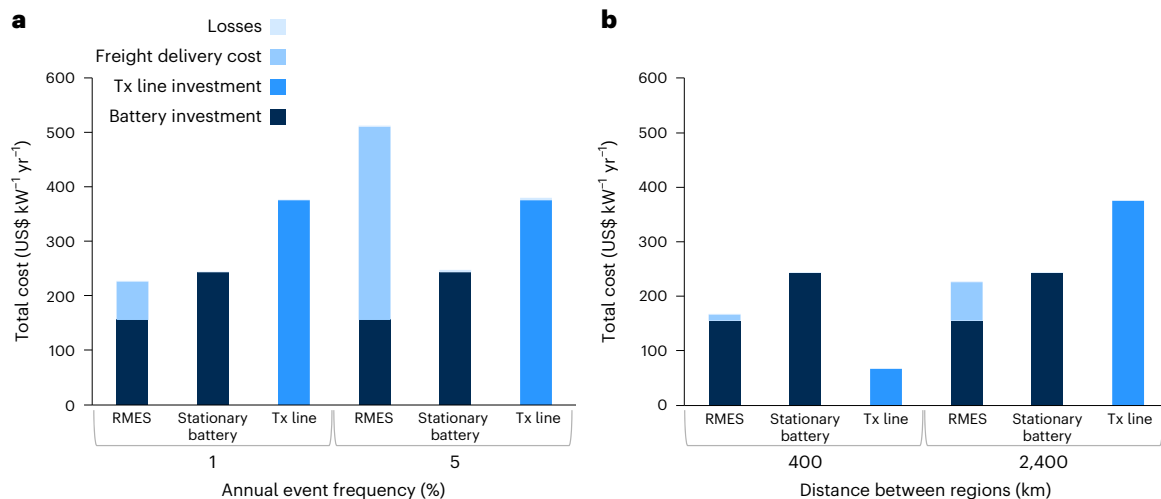 a
Losses
Freight delivery cost
Tx line investment
Battery investment
Total cost (US$ kW⁻¹ yr⁻¹)
600
500
400
300
200
100
0
RMES
Stationary
battery
Tx line
RMES
Stationary
battery
Tx line
1
5
Annual event frequency (%)
b
Total cost (US$ kW⁻¹ yr⁻¹)
600
500
400
300
200
100
0
RMES
Stationary
battery
Tx line
RMES
Stationary
battery
Tx line
400
2,400
Distance between regions (km)